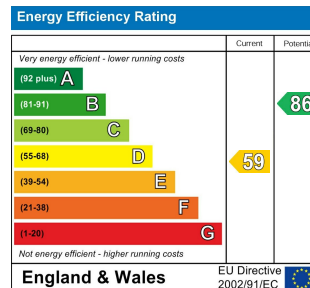 Energy Efficiency Rating
Current Potentia
Very energy efficient - lower running costs
(92 plus) A
(81-91) B
86
(69-80) C
(55-68) D
59
(39-54) E
(21-38) F
(1-20) G
Not energy efficient - higher running costs
England & Wales
EU Directive
2002/91/EC